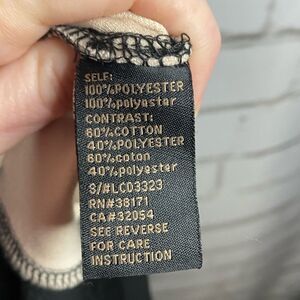 SELF:
100%POLYESTER
100%polyestar
CONTRAST:
60%COTTON
40%POLYESTER
60%coton
40%polyester
S/#LCD3323
RN#38171
CA#32054
SEE REVERSE
FOR CARE
INSTRUCTION